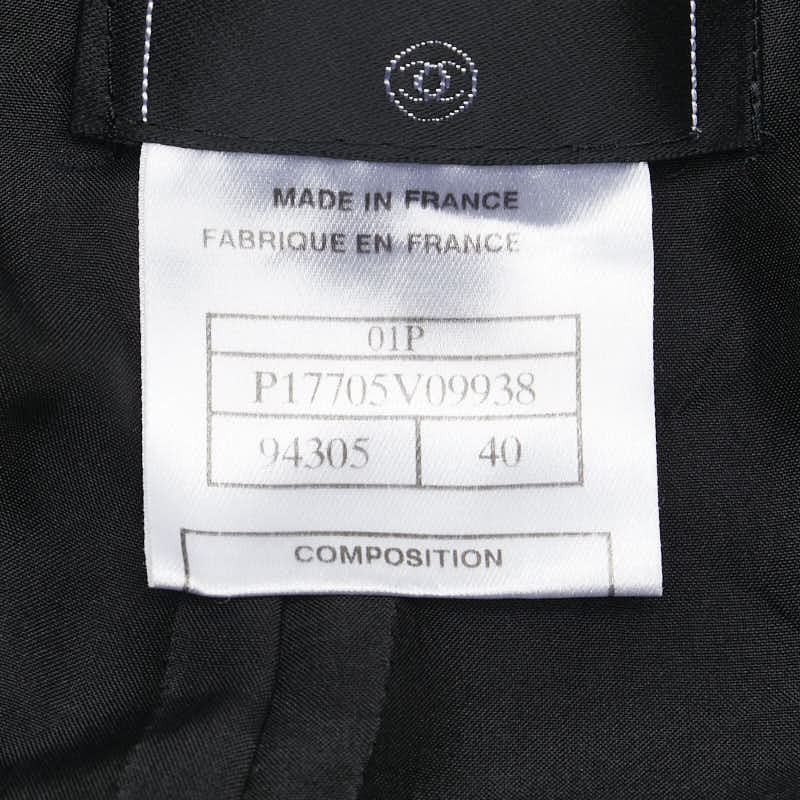 MADE IN FRANCE
FABRIQUE EN FRANCE
01P
P17705V09938
94305 40
COMPOSITION